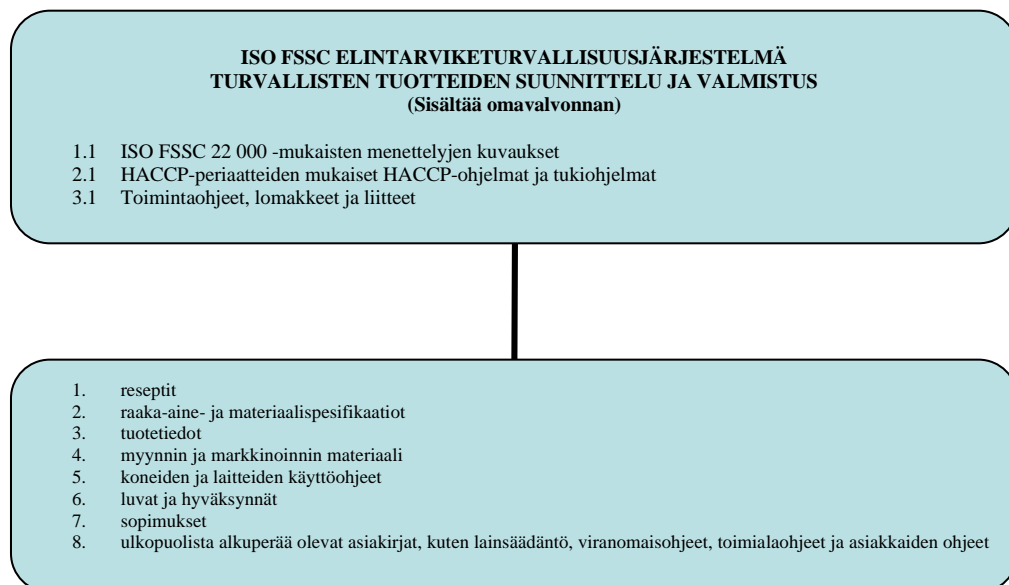 ISO FSSC ELINTARVIKETURVALLISUUSJÄRJESTELMÄ
TURVALLISTEN TUOTTEIDEN SUUNNITTELU JA VALMISTUS
(Sisältää omavalvonnan)
1.1 ISO FSSC 22 000 -mukaisten menettelyjen kuvaukset
2.1 HACCP-periaatteiden mukaiset HACCP-ohjelmat ja tukiohjelmat
3.1 Toimintaohjeet, lomakkeet ja liitteet
1. reseptit
2. raaka-aine- ja materiaalispesifikaatiot
3. tuotetiedot
4. myynnin ja markkinoinnin materiaali
5. koneiden ja laitteiden käyttöohjeet
6. luvat ja hyväksynnät
7. sopimukset
8. ulkopuolista alkuperää olevat asiakirjat, kuten lainsäädäntö, viranomaisohjeet, toimialaohjeet ja asiakkaiden ohjeet